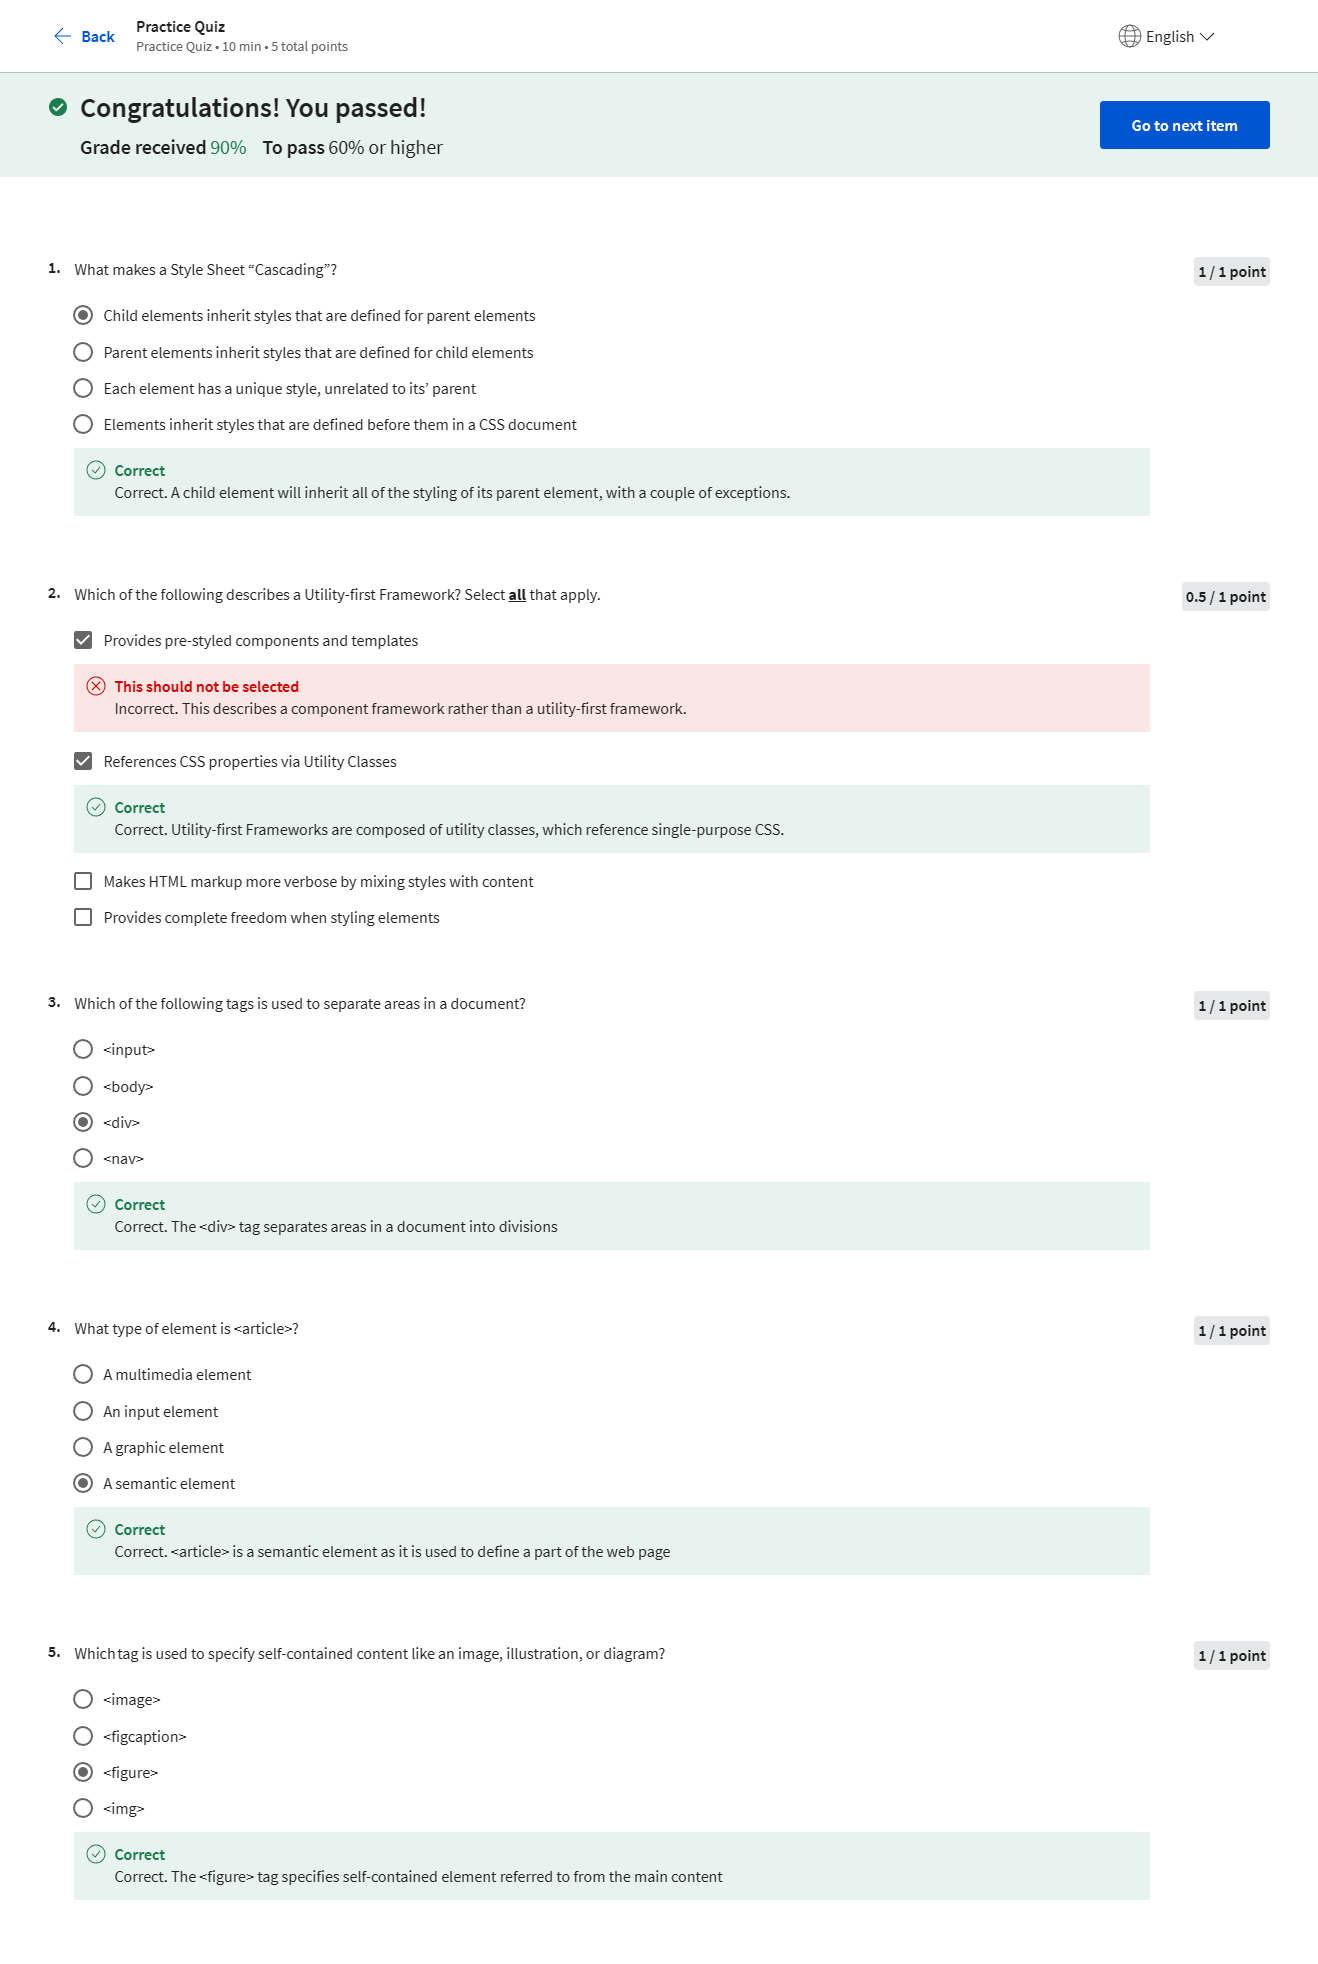 Back
Practice Quiz
Practice Quiz • 10 min • 5 total points
English
Congratulations! You passed!
Grade received 90% To pass 60% or higher
Go to next item
1. What makes a Style Sheet “Cascading”?
1 / 1 point
Child elements inherit styles that are defined for parent elements
Parent elements inherit styles that are defined for child elements
Each element has a unique style, unrelated to its’ parent
Elements inherit styles that are defined before them in a CSS document
Correct
Correct. A child element will inherit all of the styling of its parent element, with a couple of exceptions.
2. Which of the following describes a Utility-first Framework? Select all that apply.
0.5 / 1 point
Provides pre-styled components and templates
This should not be selected
Incorrect. This describes a component framework rather than a utility-first framework.
References CSS properties via Utility Classes
Correct
Correct. Utility-first Frameworks are composed of utility classes, which reference single-purpose CSS.
Makes HTML markup more verbose by mixing styles with content
Provides complete freedom when styling elements
3. Which of the following tags is used to separate areas in a document?
1 / 1 point
<input>
<body>
<div>
<nav>
Correct
Correct. The <div> tag separates areas in a document into divisions
4. What type of element is <article>?
1 / 1 point
A multimedia element
An input element
A graphic element
A semantic element
Correct
Correct. <article> is a semantic element as it is used to define a part of the web page
5. Which tag is used to specify self-contained content like an image, illustration, or diagram?
1 / 1 point
<image>
<figcaption>
<figure>
<img>
Correct
Correct. The <figure> tag specifies self-contained element referred to from the main content